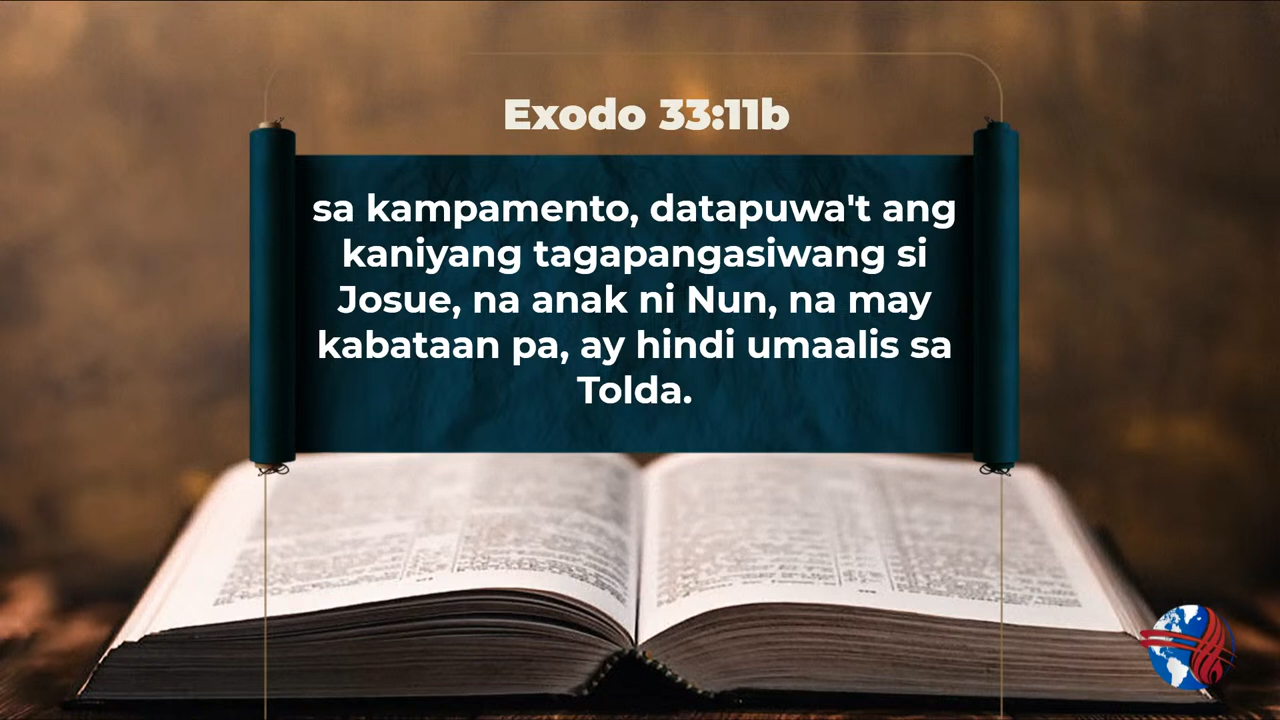 Exodo 33:11b
sa kampamento, datapuwa't ang
kaniyang tagapangasiwang si
Josue, na anak ni Nun, na may
kabataan pa, ay hindi umaalis sa
Tolda.